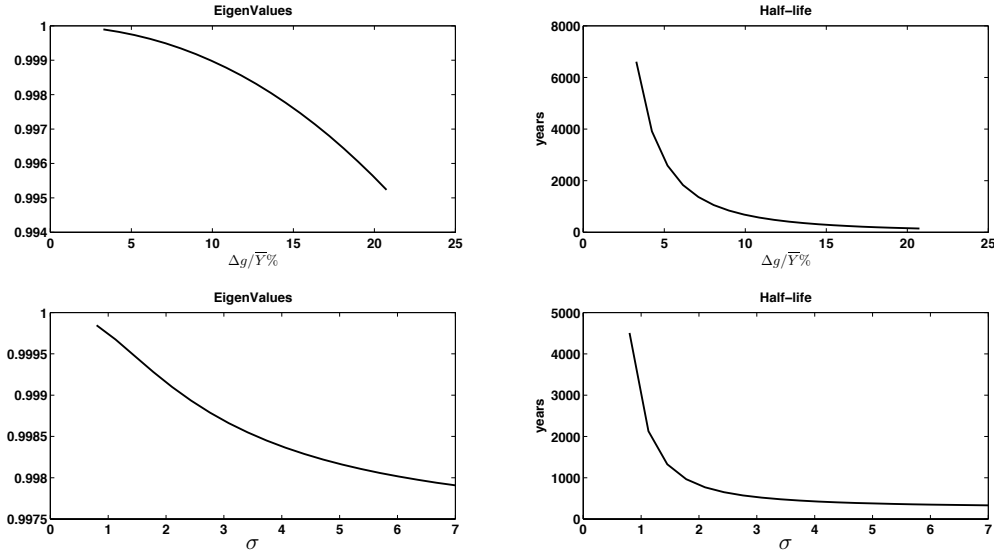 EigenValues
1
0.999
0.998
0.997
0.996
0.995
0.994
0 5 10 15 20 25
Δg/Y̅%
Half−life
8000
6000
4000
2000
0
years
0 5 10 15 20 25
Δg/Y̅%
EigenValues
1
0.9995
0.999
0.9985
0.998
0.9975
0 1 2 3 4 5 6 7
σ
Half−life
5000
4000
3000
2000
1000
0
years
0 1 2 3 4 5 6 7
σ